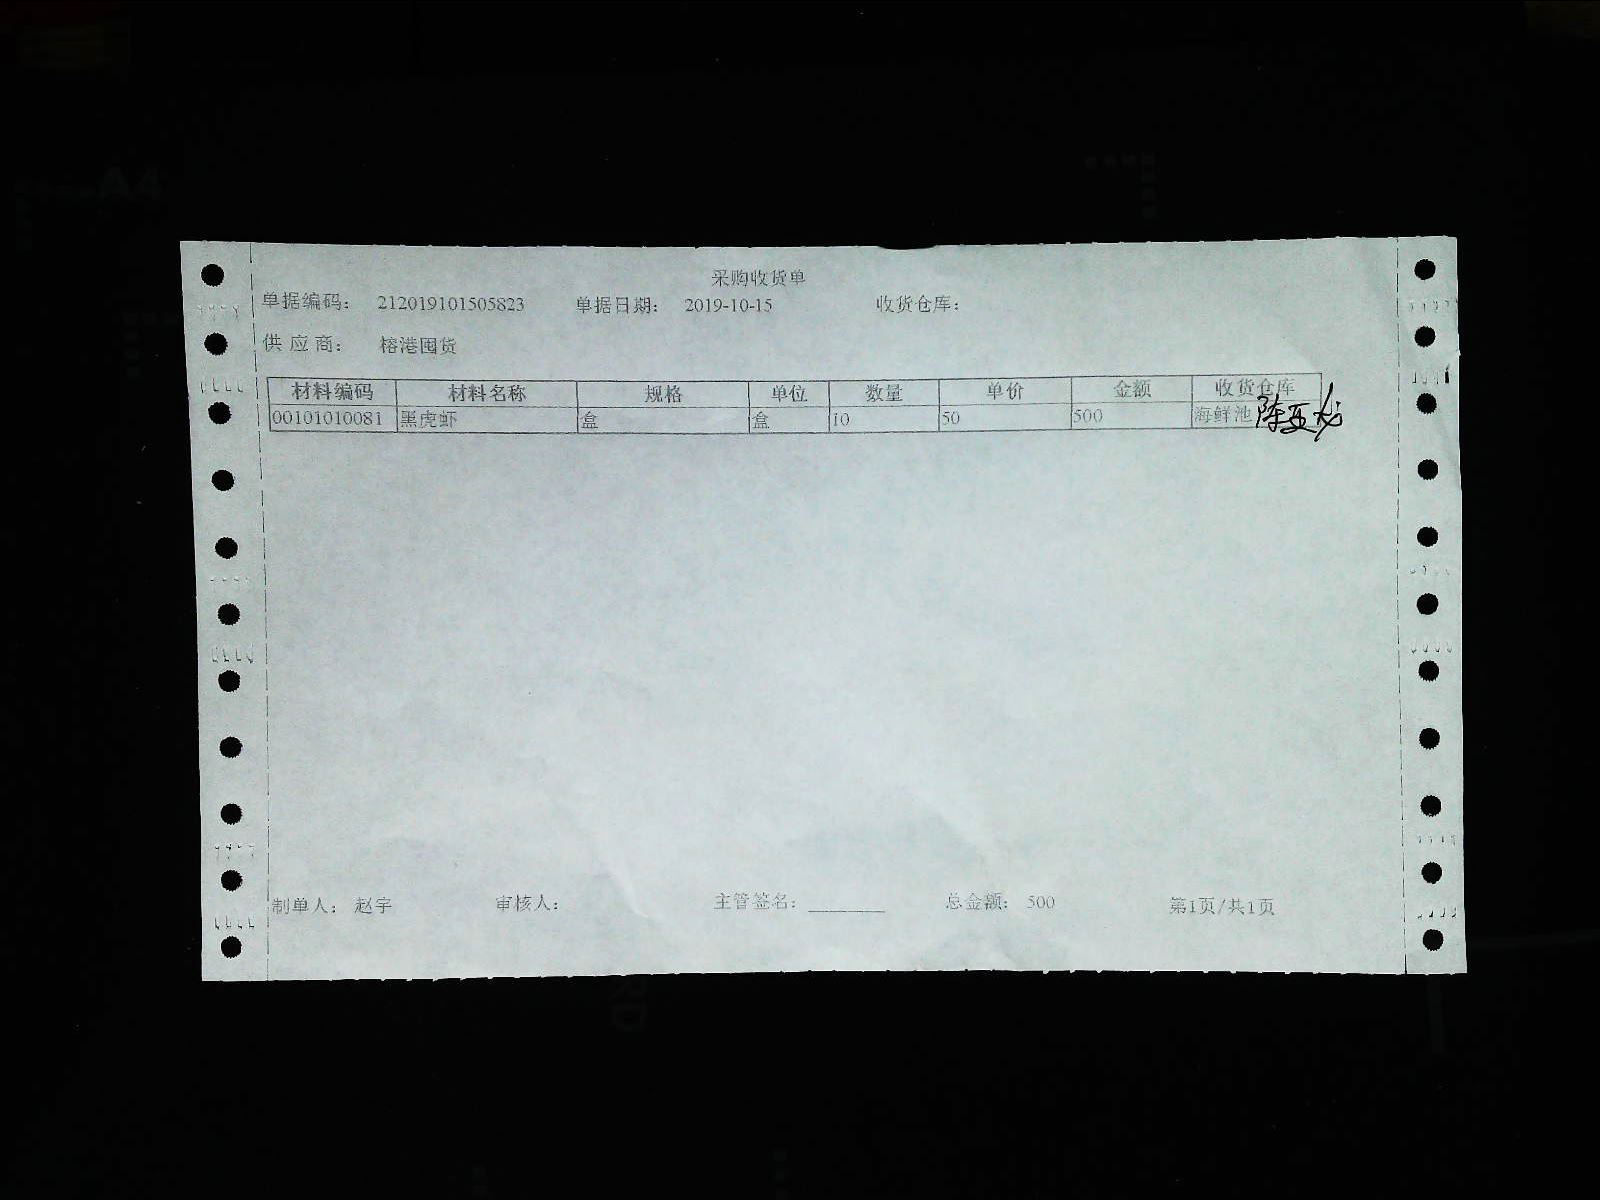 采购收货单
单据编码： 212019101505823 单据日期： 2019-10-15 收货仓库：
供应商： 榕港囤货
材料编码 材料名称 规格 单位 数量 单价 金额 收货仓库
00101010081 黑虎虾 盒 盒 10 50 500 海鲜池
制单人： 赵宇 审核人： 主管签名： ________ 总金额： 500 第1页/共1页